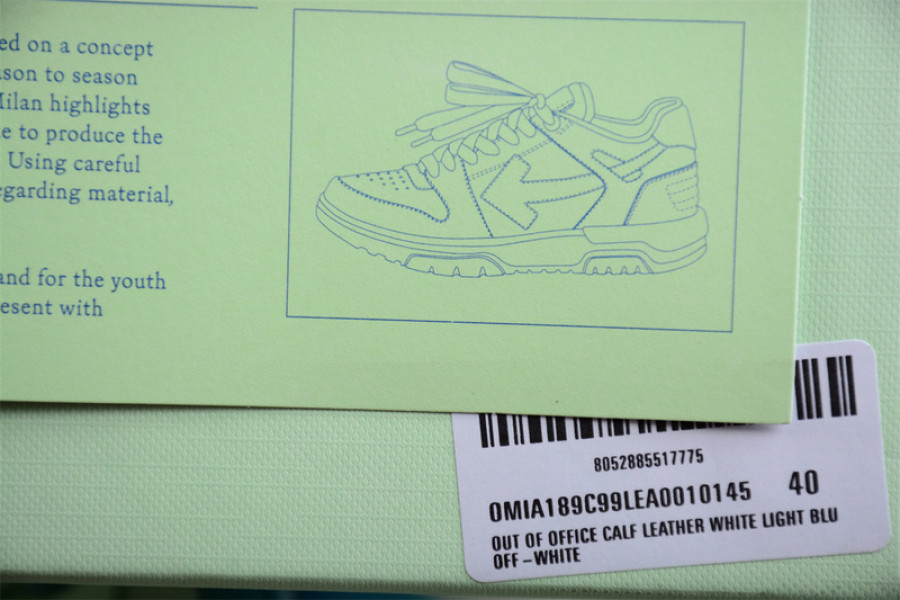 ed on a concept
ason to season
Milan highlights
e to produce the
. Using careful
egarding material,
and for the youth
esent with
8052885517775
OMIA189C99LEA0010145 40
OUT OF OFFICE CALF LEATHER WHITE LIGHT BLU
OFF-WHITE